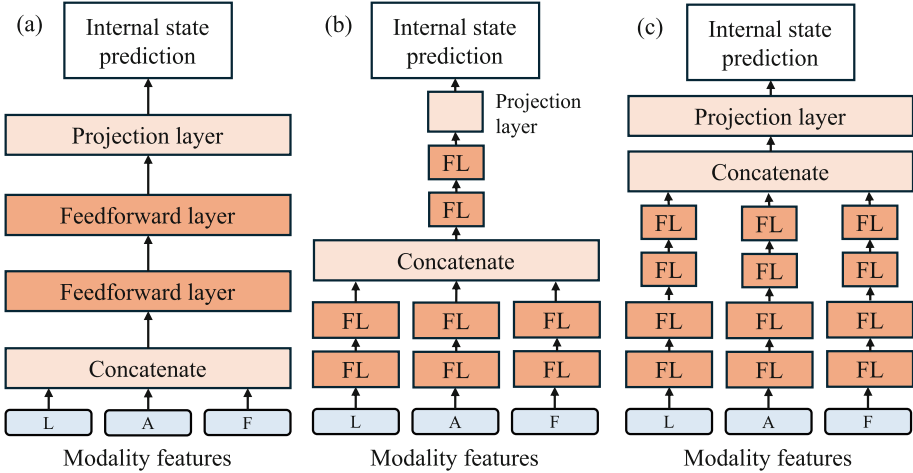 (a)
Internal state
prediction
Projection layer
Feedforward layer
Feedforward layer
Concatenate
L A F
Modality features
(b)
Internal state
prediction
Projection
layer
FL
FL
Concatenate
FL FL FL
FL FL FL
L A F
Modality features
(c)
Internal state
prediction
Projection layer
Concatenate
FL FL FL
FL FL FL
FL FL FL
FL FL FL
L A F
Modality features